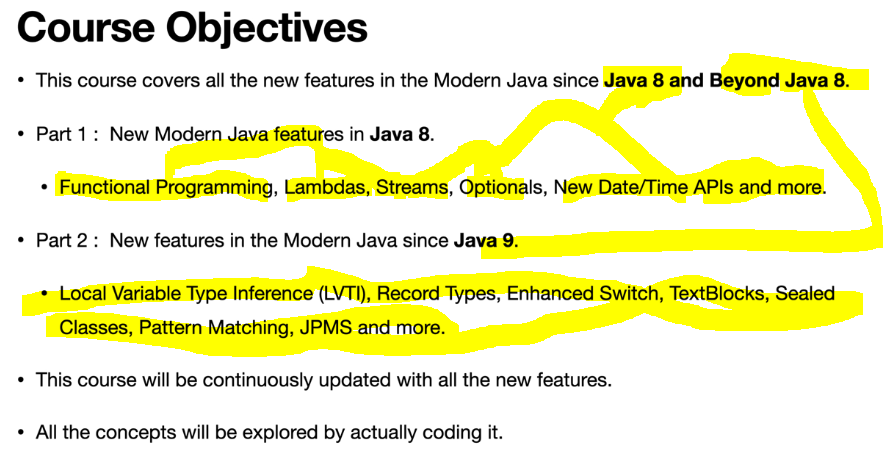 Course Objectives
• This course covers all the new features in the Modern Java since Java 8 and Beyond Java 8.
• Part 1 : New Modern Java features in Java 8.
• Functional Programming, Lambdas, Streams, Optionals, New Date/Time APIs and more.
• Part 2 : New features in the Modern Java since Java 9.
• Local Variable Type Inference (LVTI), Record Types, Enhanced Switch, TextBlocks, Sealed
Classes, Pattern Matching, JPMS and more.
• This course will be continuously updated with all the new features.
• All the concepts will be explored by actually coding it.